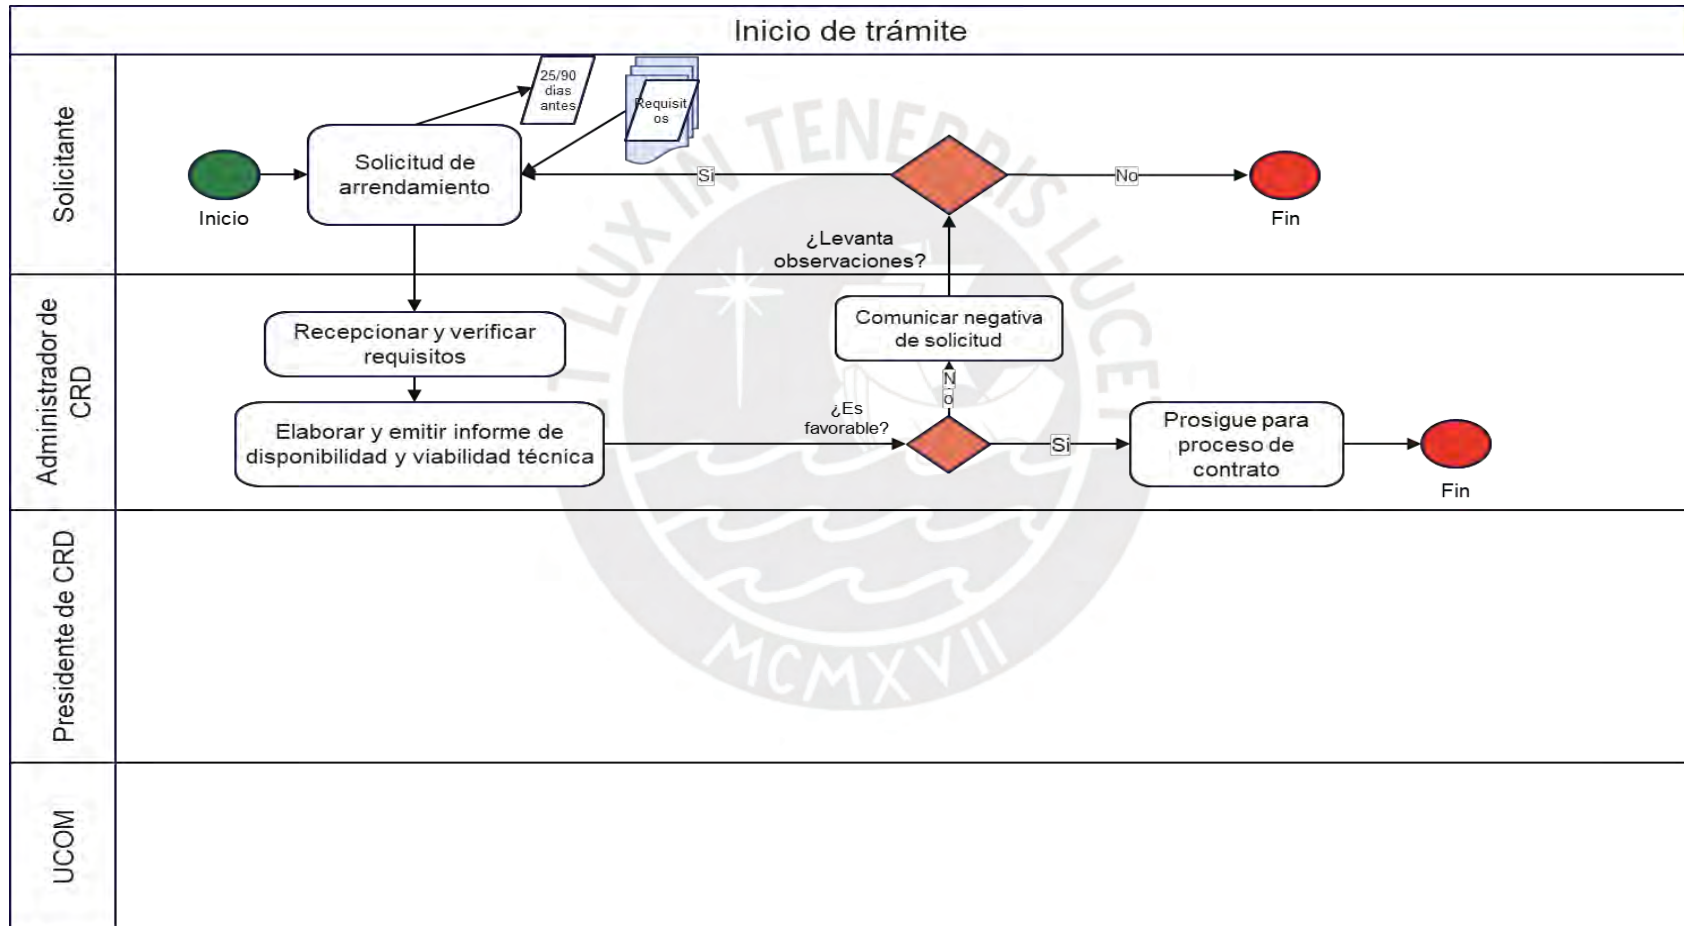 Inicio de trámite
Solicitante
25/90
dias
antes
Requisit
os
Solicitud de
arrendamiento
Inicio
Si
No
Fin
¿Levanta
observaciones?
Administrador de
CRD
Recepcionar y verificar
requisitos
Comunicar negativa
de solicitud
N
o
Elaborar y emitir informe de
disponibilidad y viabilidad técnica
¿Es
favorable?
Si
Prosigue para
proceso de
contrato
Fin
Presidente de CRD
UCOM
ET LUX IN TENEBRIS LUCET
MCMXVII